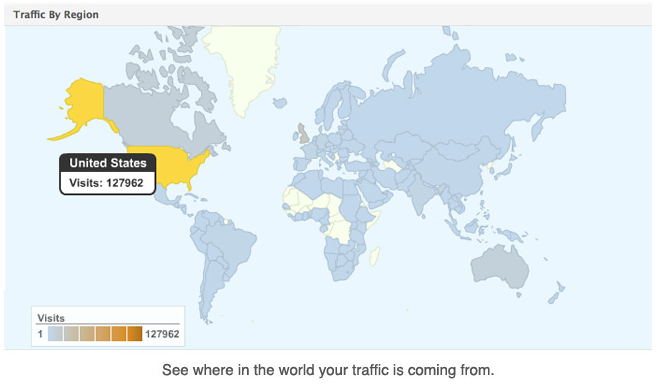 Traffic By Region
United States
Visits: 127962
Visits
1 127962
See where in the world your traffic is coming from.